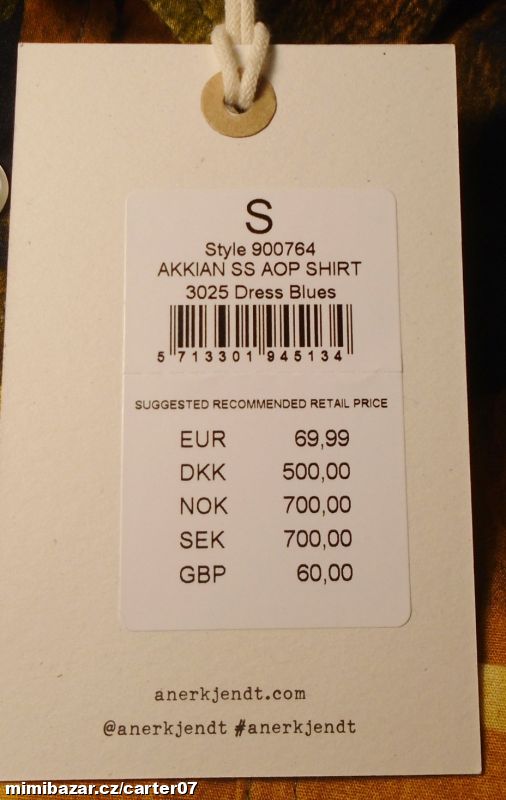 S
Style 900764
AKKIAN SS AOP SHIRT
3025 Dress Blues
5 713301 945134
SUGGESTED RECOMMENDED RETAIL PRICE
EUR 69,99
DKK 500,00
NOK 700,00
SEK 700,00
GBP 60,00
anerkjendt.com
@anerkjendt #anerkjendt
mimibazar.cz/carter07